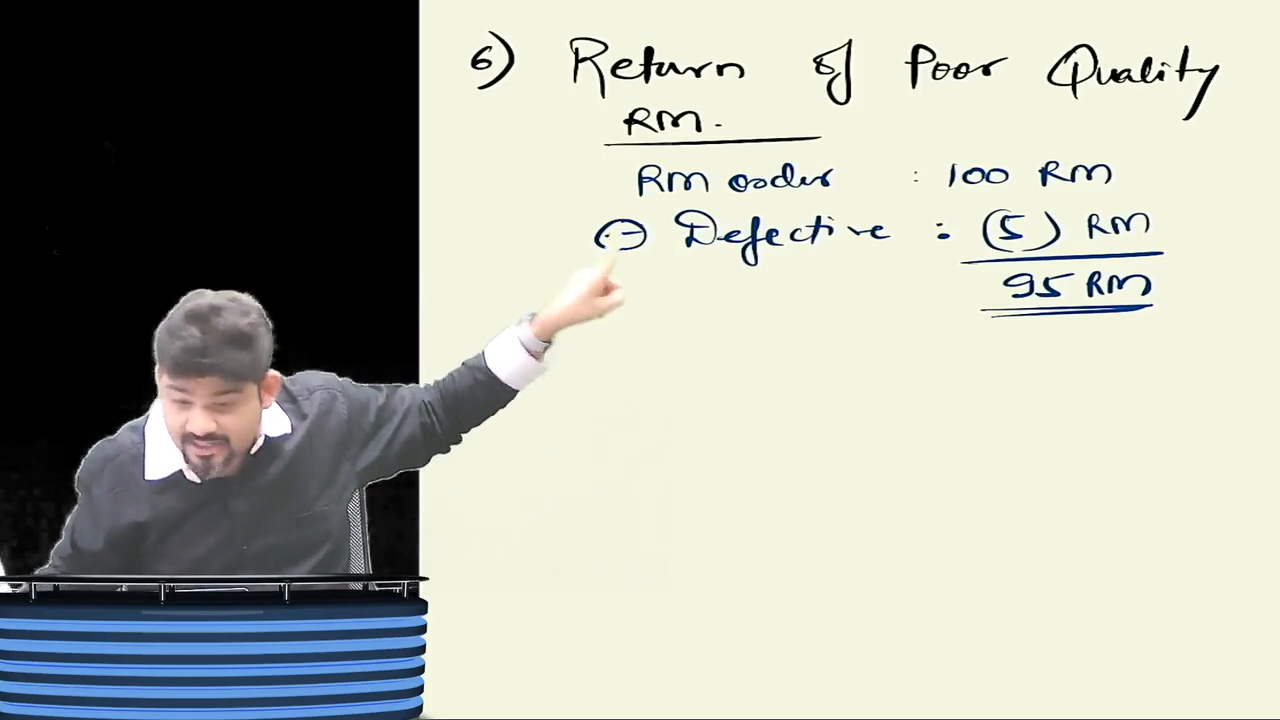 6) Return of Poor Quality
RM.
RM order : 100 RM
(-) Defective : (5) RM
95 RM